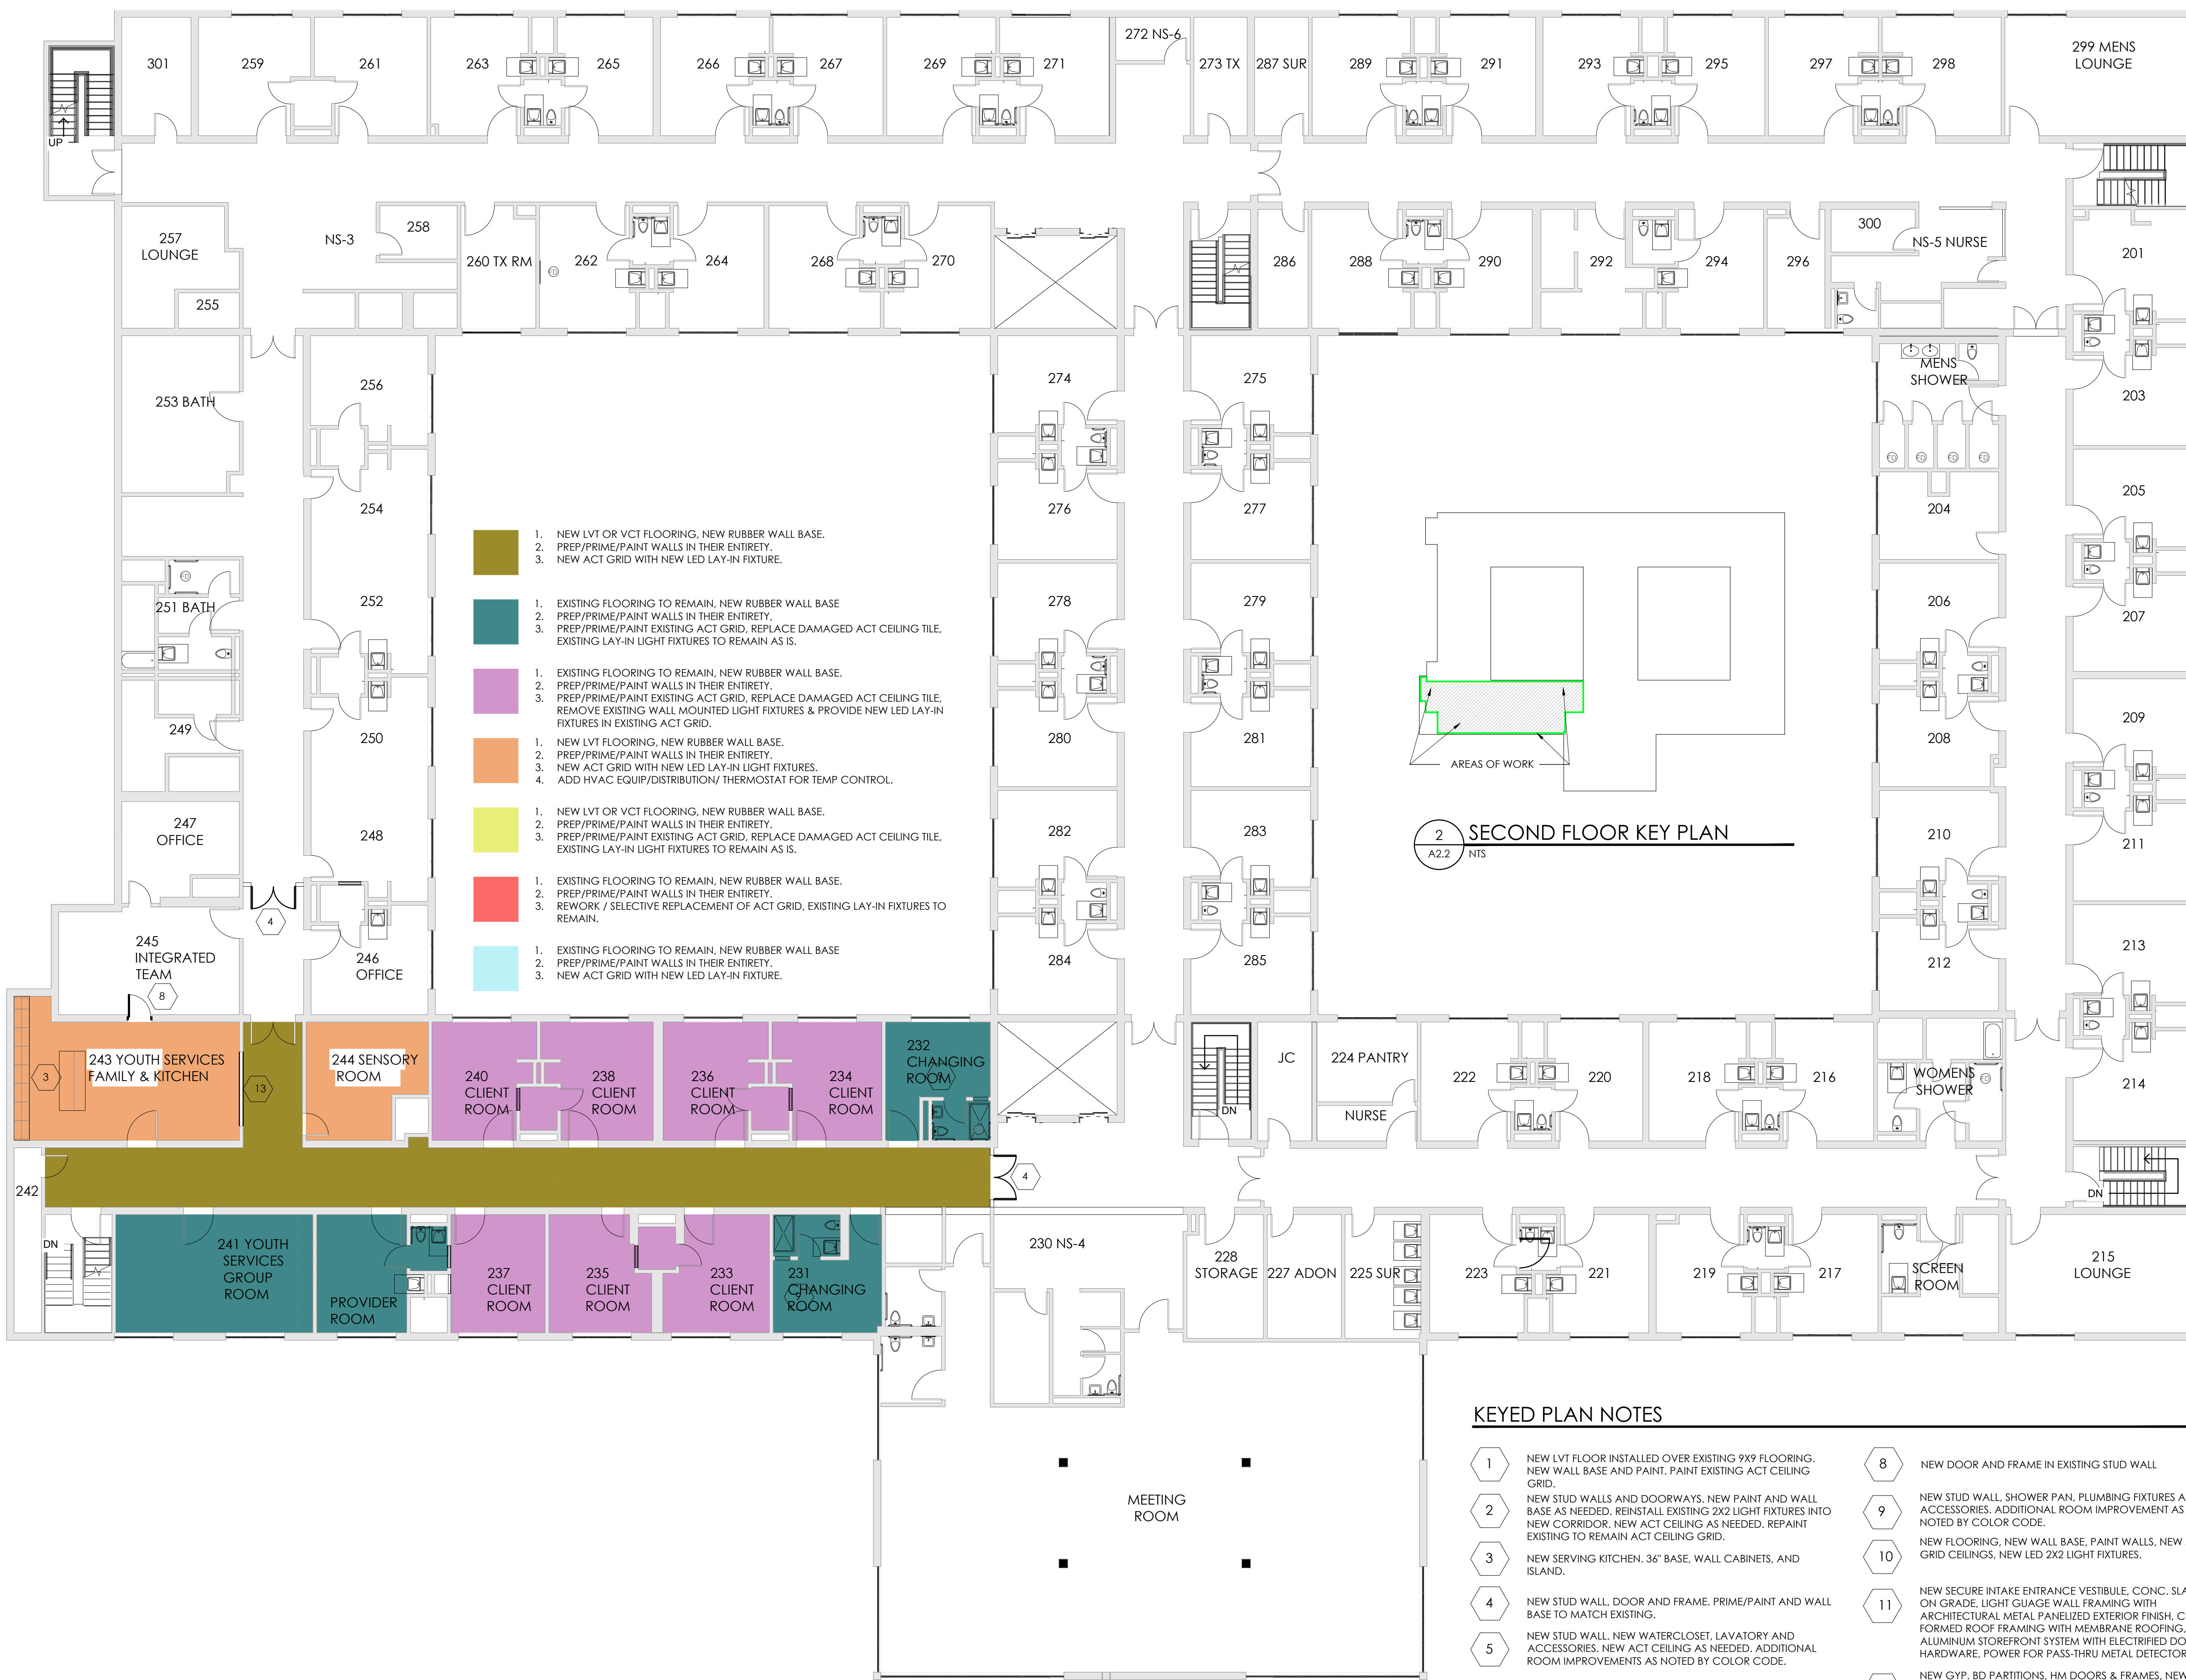 272 NS-6
301
259
261
263
265
266
267
269
271
273 TX
287 SUR
289
291
293
295
297
298
299 MENS
LOUNGE
UP
257
LOUNGE
255
NS-3
258
260 TX RM
FD
262
264
268
270
286
288
290
292
294
296
300
NS-5 NURSE
201
253 BATH
256
274
275
MENS
SHOWER
203
FD
FD
FD
FD
254
276
277
204
205
1. NEW LVT OR VCT FLOORING, NEW RUBBER WALL BASE.
2. PREP/PRIME/PAINT WALLS IN THEIR ENTIRETY.
3. NEW ACT GRID WITH NEW LED LAY-IN FIXTURE.
FD
251 BATH
252
278
279
206
207
1. EXISTING FLOORING TO REMAIN, NEW RUBBER WALL BASE
2. PREP/PRIME/PAINT WALLS IN THEIR ENTIRETY,
3. PREP/PRIME/PAINT EXISTING ACT GRID, REPLACE DAMAGED ACT CEILING TILE,
EXISTING LAY-IN LIGHT FIXTURES TO REMAIN AS IS.
1. EXISTING FLOORING TO REMAIN, NEW RUBBER WALL BASE.
2. PREP/PRIME/PAINT WALLS IN THEIR ENTIRETY.
3. PREP/PRIME/PAINT EXISTING ACT GRID, REPLACE DAMAGED ACT CEILING TILE,
REMOVE EXISTING WALL MOUNTED LIGHT FIXTURES & PROVIDE NEW LED LAY-IN
FIXTURES IN EXISTING ACT GRID.
249
250
280
281
208
209
1. NEW LVT FLOORING, NEW RUBBER WALL BASE.
2. PREP/PRIME/PAINT WALLS IN THEIR ENTIRETY.
3. NEW ACT GRID WITH NEW LED LAY-IN LIGHT FIXTURES.
4. ADD HVAC EQUIP/DISTRIBUTION/ THERMOSTAT FOR TEMP CONTROL.
AREAS OF WORK
1. NEW LVT OR VCT FLOORING, NEW RUBBER WALL BASE.
2. PREP/PRIME/PAINT WALLS IN THEIR ENTIRETY.
3. PREP/PRIME/PAINT EXISTING ACT GRID, REPLACE DAMAGED ACT CEILING TILE,
EXISTING LAY-IN LIGHT FIXTURES TO REMAIN AS IS.
247
OFFICE
248
282
283
2
A2.2
SECOND FLOOR KEY PLAN
NTS
210
211
1. EXISTING FLOORING TO REMAIN, NEW RUBBER WALL BASE.
2. PREP/PRIME/PAINT WALLS IN THEIR ENTIRETY.
3. REWORK / SELECTIVE REPLACEMENT OF ACT GRID, EXISTING LAY-IN FIXTURES TO
REMAIN.
4
245
INTEGRATED
TEAM
8
246
OFFICE
1. EXISTING FLOORING TO REMAIN, NEW RUBBER WALL BASE
2. PREP/PRIME/PAINT WALLS IN THEIR ENTIRETY.
3. NEW ACT GRID WITH NEW LED LAY-IN FIXTURE.
284
285
212
213
3
243 YOUTH SERVICES
FAMILY & KITCHEN
13
244 SENSORY
ROOM
240
CLIENT
ROOM
238
CLIENT
ROOM
236
CLIENT
ROOM
234
CLIENT
ROOM
232
CHANGING
ROOM
9
DN
JC
224 PANTRY
NURSE
222
220
218
216
WOMENS
SHOWER
FD
214
4
242
DN
DN
241 YOUTH
SERVICES
GROUP
ROOM
PROVIDER
ROOM
237
CLIENT
ROOM
235
CLIENT
ROOM
233
CLIENT
ROOM
231
CHANGING
ROOM
230 NS-4
228
STORAGE
227 ADON
225 SUR
223
221
219
217
SCREEN
ROOM
215
LOUNGE
MEETING
ROOM
KEYED PLAN NOTES
1
NEW LVT FLOOR INSTALLED OVER EXISTING 9X9 FLOORING.
NEW WALL BASE AND PAINT. PAINT EXISTING ACT CEILING
GRID.
2
NEW STUD WALLS AND DOORWAYS. NEW PAINT AND WALL
BASE AS NEEDED. REINSTALL EXISTING 2X2 LIGHT FIXTURES INTO
NEW CORRIDOR. NEW ACT CEILING AS NEEDED. REPAINT
EXISTING TO REMAIN ACT CEILING GRID.
3
NEW SERVING KITCHEN. 36" BASE, WALL CABINETS, AND
ISLAND.
4
NEW STUD WALL, DOOR AND FRAME. PRIME/PAINT AND WALL
BASE TO MATCH EXISTING.
5
NEW STUD WALL. NEW WATERCLOSET, LAVATORY AND
ACCESSORIES. NEW ACT CEILING AS NEEDED. ADDITIONAL
ROOM IMPROVEMENTS AS NOTED BY COLOR CODE.
8
NEW DOOR AND FRAME IN EXISTING STUD WALL
9
NEW STUD WALL, SHOWER PAN, PLUMBING FIXTURES A
ACCESSORIES. ADDITIONAL ROOM IMPROVEMENT AS
NOTED BY COLOR CODE.
10
NEW FLOORING, NEW WALL BASE, PAINT WALLS, NEW
GRID CEILINGS, NEW LED 2X2 LIGHT FIXTURES.
11
NEW SECURE INTAKE ENTRANCE VESTIBULE, CONC. SLA
ON GRADE, LIGHT GUAGE WALL FRAMING WITH
ARCHITECTURAL METAL PANELIZED EXTERIOR FINISH, C
FORMED ROOF FRAMING WITH MEMBRANE ROOFING,
ALUMINUM STOREFRONT SYSTEM WITH ELECTRIFIED DO
HARDWARE, POWER FOR PASS-THRU METAL DETECTOR
NEW GYP. BD PARTITIONS, HM DOORS & FRAMES, NEW